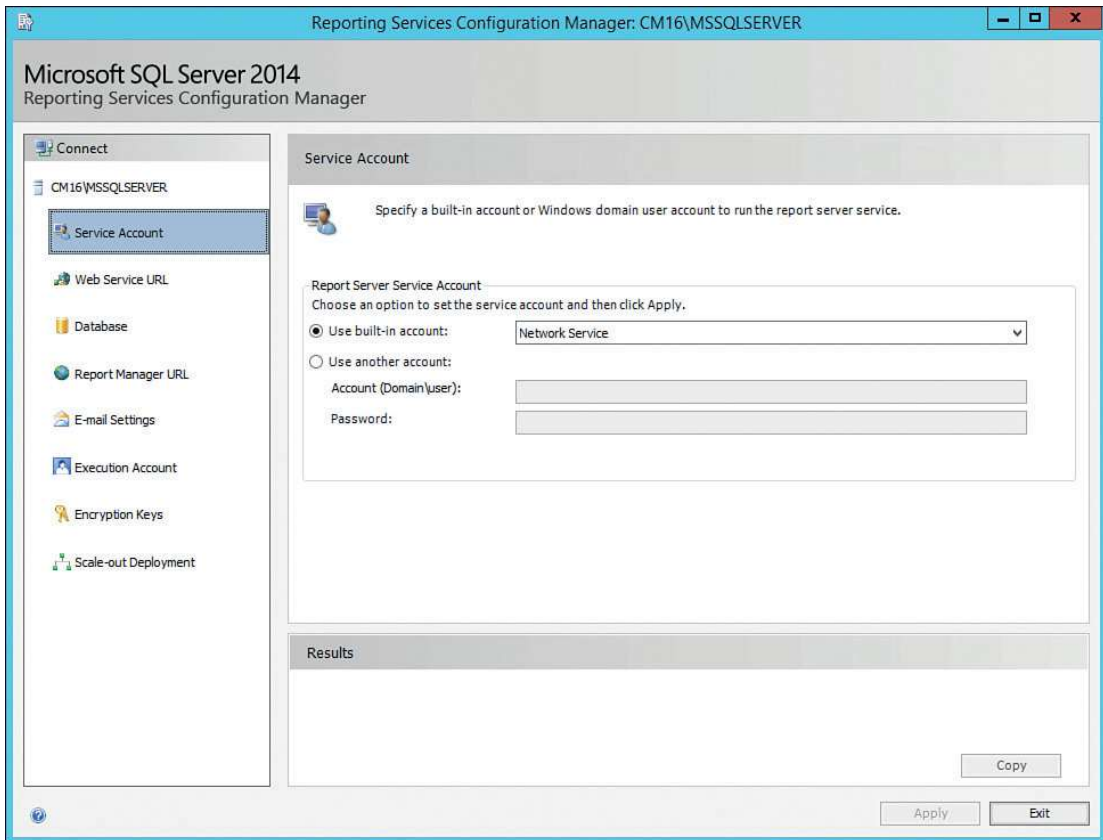 Reporting Services Configuration Manager: CM16\MSSQLSERVER
Microsoft SQL Server 2014
Reporting Services Configuration Manager
Connect
CM16\MSSQLSERVER
Service Account
Web Service URL
Database
Report Manager URL
E-mail Settings
Execution Account
Encryption Keys
Scale-out Deployment
Service Account
Specify a built-in account or Windows domain user account to run the report server service.
Report Server Service Account
Choose an option to set the service account and then click Apply.
Use built-in account:
Network Service
Use another account:
Account (Domain\user):
Password:
Results
Copy
Apply
Exit